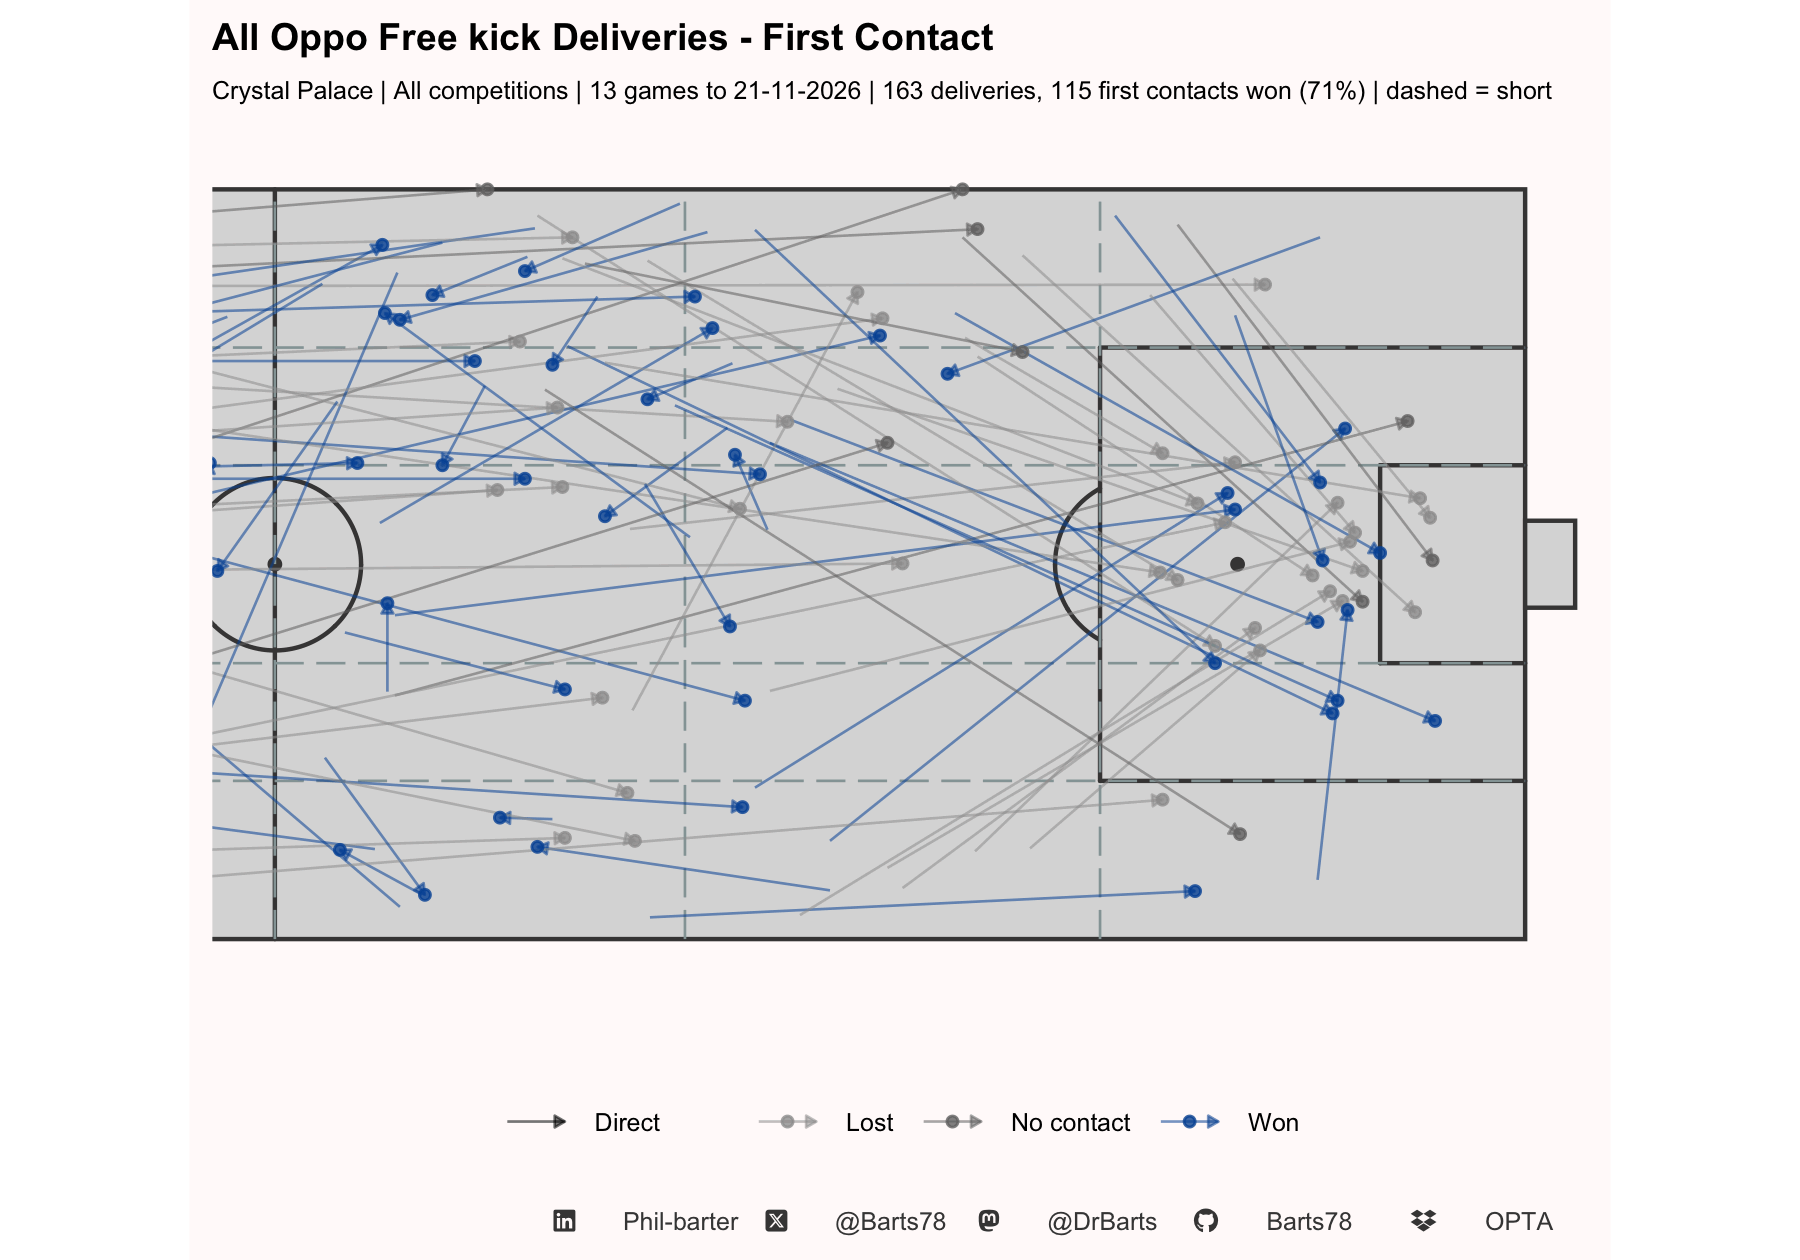 All Oppo Free kick Deliveries - First Contact
Crystal Palace | All competitions | 13 games to 21-11-2026 | 163 deliveries, 115 first contacts won (71%) | dashed = short
Direct Lost No contact Won
Phil-barter @Barts78 @DrBarts Barts78 OPTA